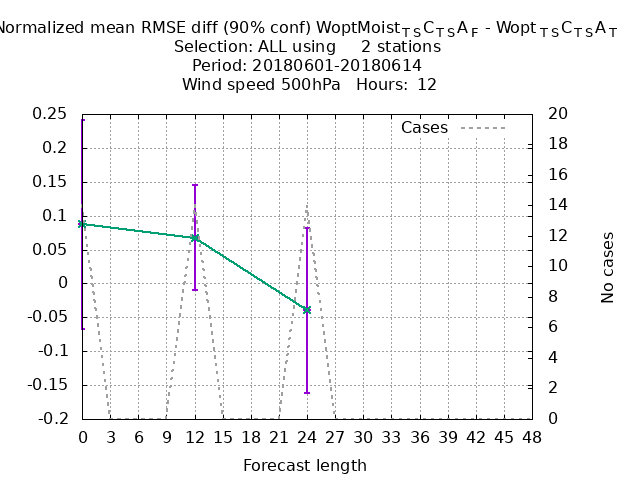 Normalized mean RMSE diff (90% conf) WoptMoist_TSC_TSA_F - Wopt_TSC_TSA_T
Selection: ALL using 2 stations
Period: 20180601-20180614
Wind speed 500hPa Hours: 12
Cases
0.25
0.2
0.15
0.1
0.05
0
-0.05
-0.1
-0.15
-0.2
20
18
16
14
12
10
8
6
4
2
0
No cases
0 3 6 9 12 15 18 21 24 27 30 33 36 39 42 45 48
Forecast length